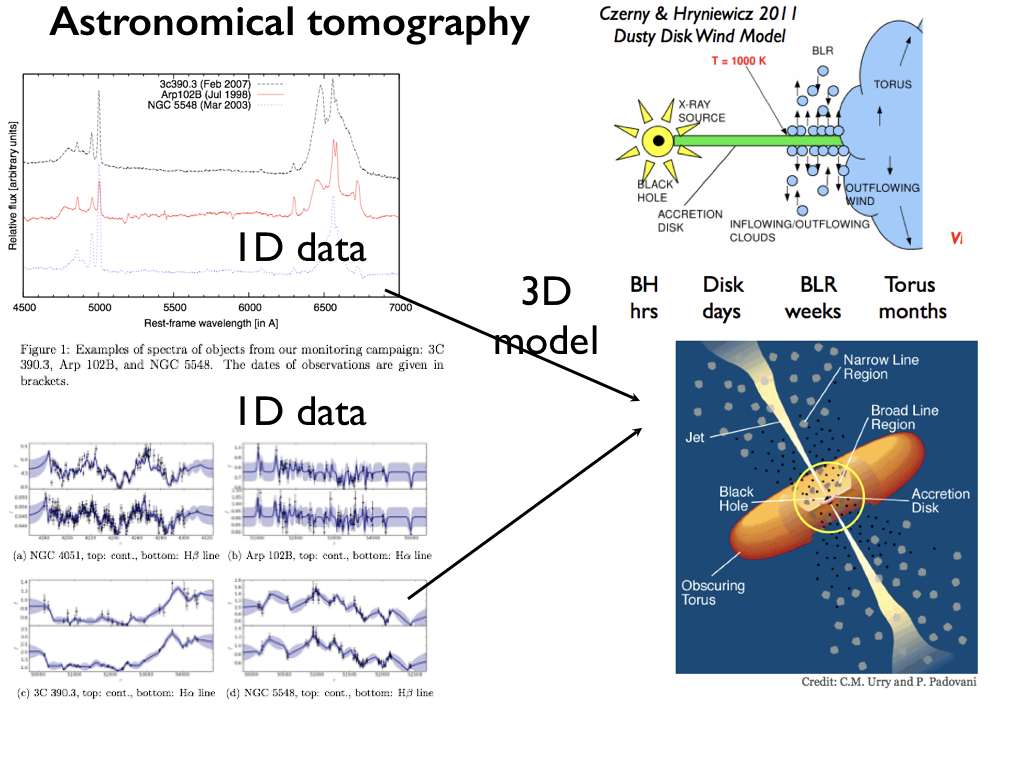 Astronomical tomography
3c390.3 (Feb 2007)
Arp102B (Jul 1998)
NGC 5548 (Mar 2003)
Relative flux [arbitrary units]
1D data
4500 5000 5500 6000 6500 7000
Rest-frame wavelength [in A]
Figure 1: Examples of spectra of objects from our monitoring campaign: 3C
390.3, Arp 102B, and NGC 5548. The dates of observations are given in
brackets.
1D data
(a) NGC 4051, top: cont., bottom: Hβ line
(b) Arp 102B, top: cont., bottom: Hα line
(c) 3C 390.3, top: cont., bottom: Hα line
(d) NGC 5548, top: cont., bottom: Hβ line
3D
model
Czerny & Hryniewicz 2011
Dusty Disk Wind Model
T = 1000 K
BLR
TORUS
X-RAY
SOURCE
BLACK
HOLE
ACCRETION
DISK
INFLOWING/OUTFLOWING
CLOUDS
OUTFLOWING
WIND
BH Disk BLR Torus
hrs days weeks months
Narrow Line
Region
Broad Line
Region
Jet
Black
Hole
Accretion
Disk
Obscuring
Torus
Credit: C.M. Urry and P. Padovani